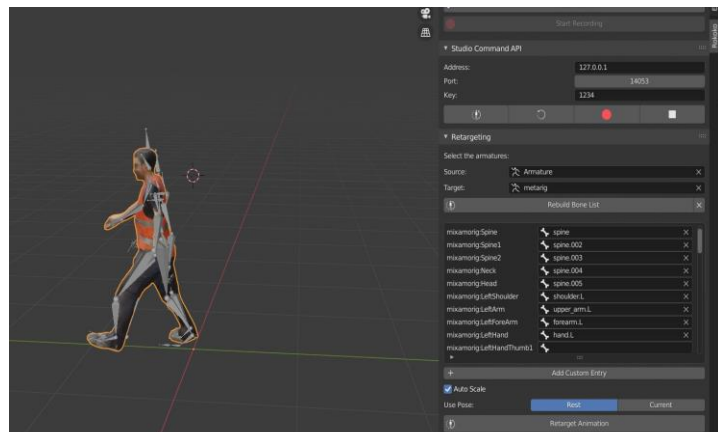 Start Recording
Rokoko
Studio Command API
Address: 127.0.0.1
Port: 14053
Key: 1234
Retargeting
Select the armatures:
Source: Armature
Target: metarig
Rebuild Bone List
mixamorig:Spine spine
mixamorig:Spine1 spine.002
mixamorig:Spine2 spine.003
mixamorig:Neck spine.004
mixamorig:Head spine.005
mixamorig:LeftShoulder shoulder.L
mixamorig:LeftArm upper_arm.L
mixamorig:LeftForeArm forearm.L
mixamorig:LeftHand hand.L
mixamorig:LeftHandThumb1
Add Custom Entry
Auto Scale
Use Pose: Rest Current
Retarget Animation